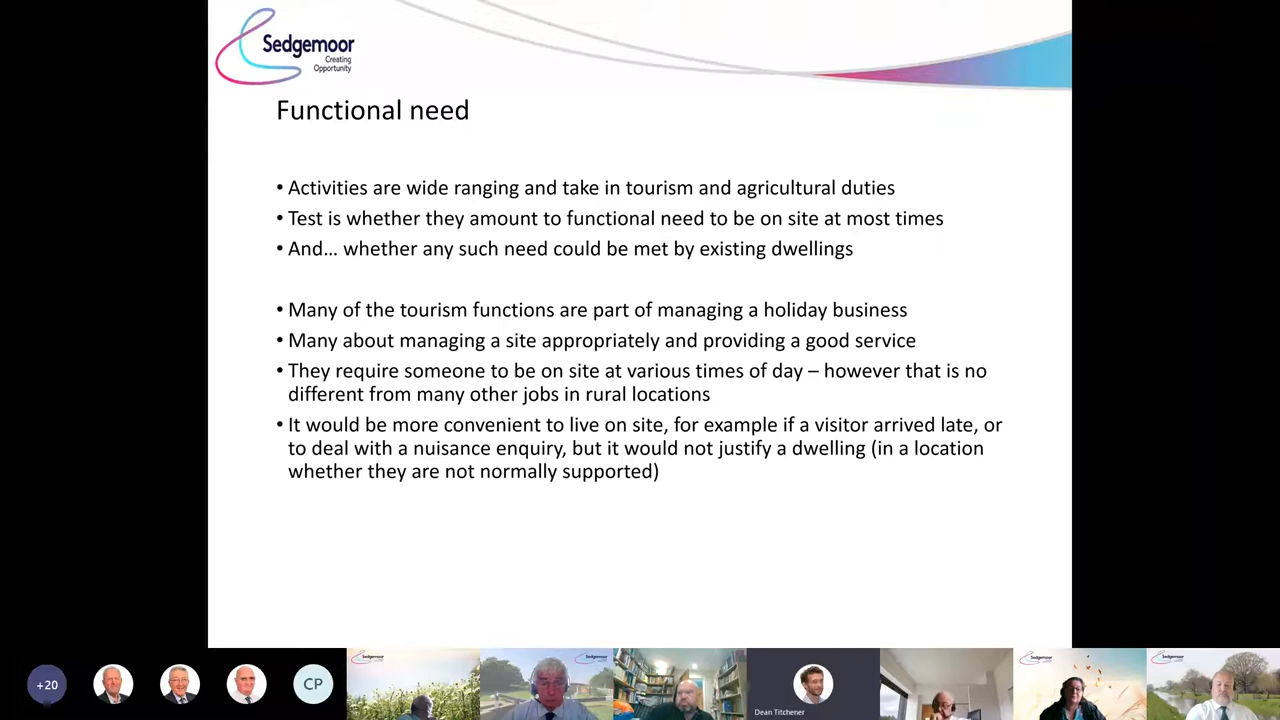 Sedgemoor
Creating
Opportunity
Functional need
• Activities are wide ranging and take in tourism and agricultural duties
• Test is whether they amount to functional need to be on site at most times
• And... whether any such need could be met by existing dwellings
• Many of the tourism functions are part of managing a holiday business
• Many about managing a site appropriately and providing a good service
• They require someone to be on site at various times of day – however that is no
different from many other jobs in rural locations
• It would be more convenient to live on site, for example if a visitor arrived late, or
to deal with a nuisance enquiry, but it would not justify a dwelling (in a location
whether they are not normally supported)
+20
CP
Sedgemoor
Sedgemoor
Dean Titchener
Sedgemoor
Sedgemoor